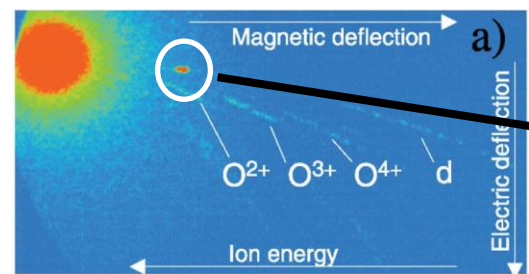 Magnetic deflection
a)
Electric deflection
O²⁺ O³⁺ O⁴⁺ d
Ion energy